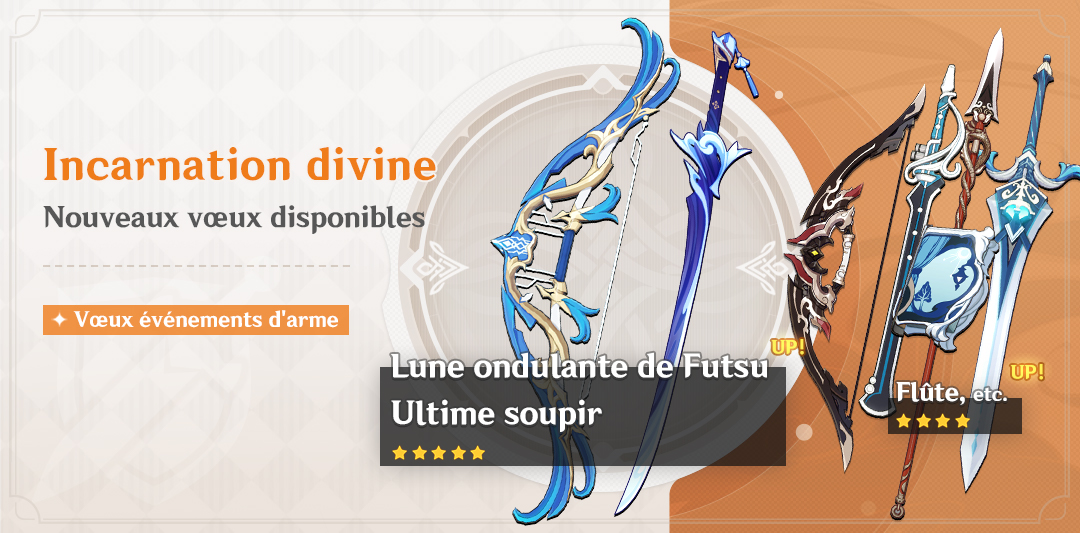 Incarnation divine
Nouveaux vœux disponibles
✦ Vœux événements d'arme
UP!
Lune ondulante de Futsu
Ultime soupir
UP!
Flûte, etc.